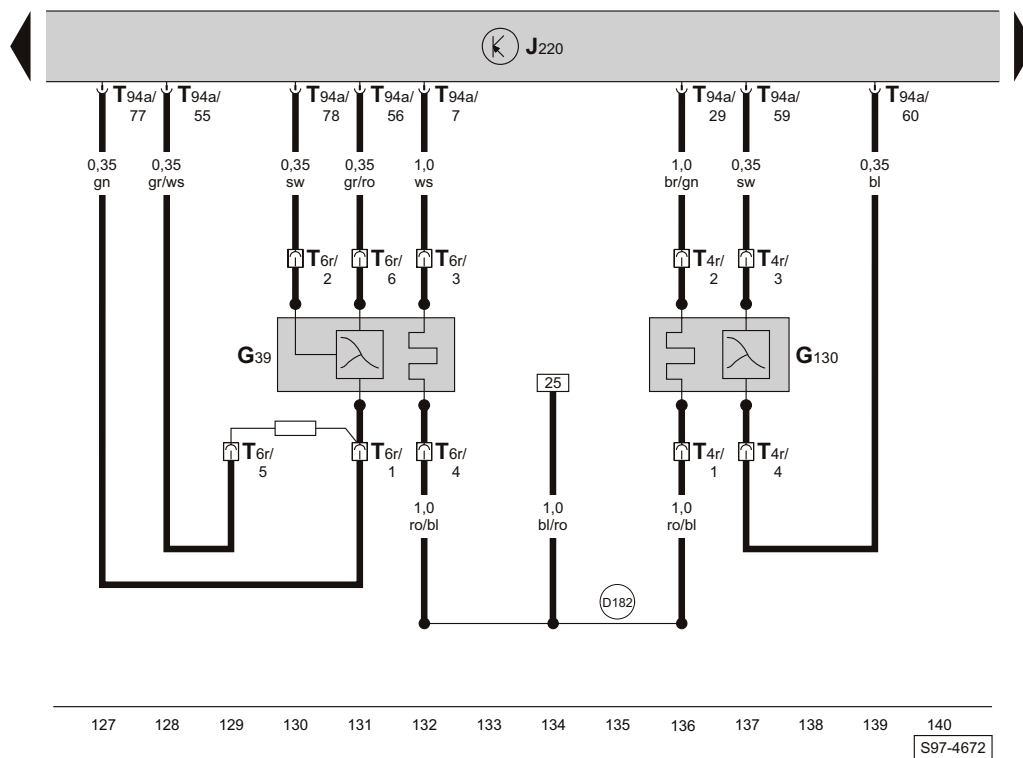 J220
T94a/ T94a/ T94a/ T94a/ T94a/ T94a/ T94a/ T94a/
77 55 78 56 7 29 59 60
0,35 0,35 0,35 0,35 1,0 1,0 0,35 0,35
gn gr/ws sw gr/ro ws br/gn sw bl
T6r/ T6r/ T6r/ T4r/ T4r/
2 6 3 2 3
G39 G130
25
T6r/ T6r/ T6r/ T4r/ T4r/
5 1 4 1 4
1,0 1,0 1,0
ro/bl bl/ro ro/bl
D182
127 128 129 130 131 132 133 134 135 136 137 138 139 140
S97-4672